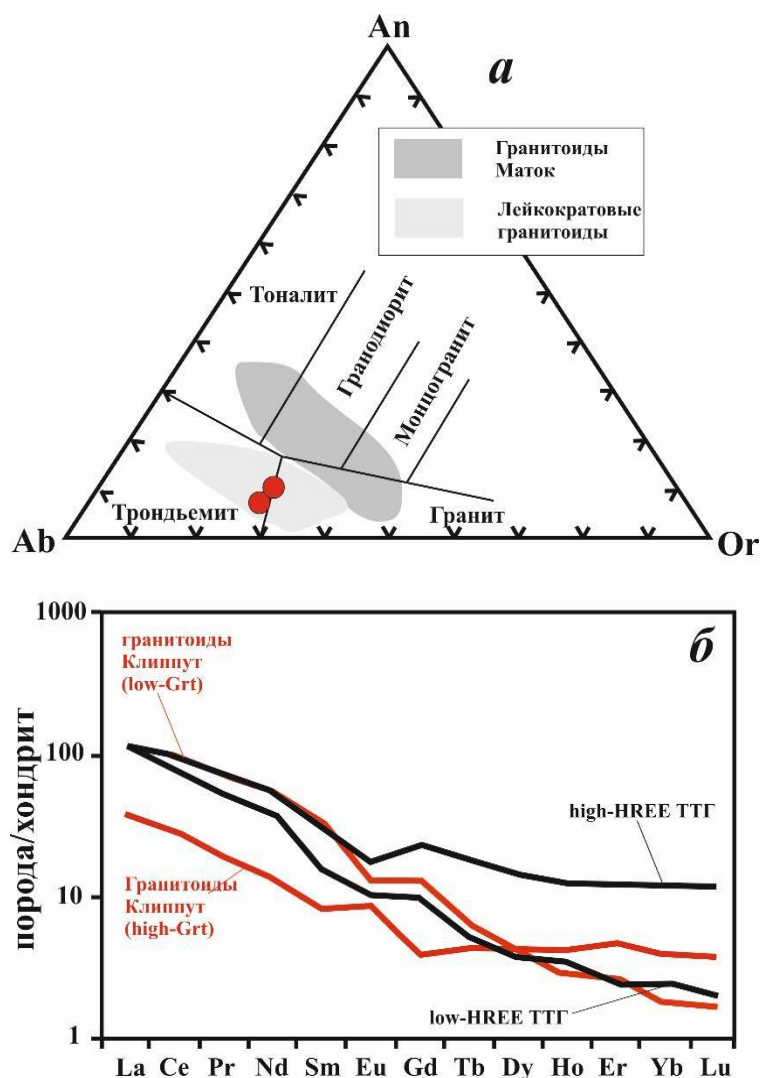 An
а
Гранитоиды
Маток
Лейкократовые
гранитоиды
Тоналит
Гранодиорит
Монцогранит
Трондьемит
Гранит
Ab
Or
1000
б
гранитоиды
Клиппут
(low-Grt)
100
порода/хондрит
high-HREE ТТГ
10
Гранитоиды
Клиппут
(high-Grt)
low-HREE ТТГ
1
La Ce Pr Nd Sm Eu Gd Tb Dy Ho Er Yb Lu